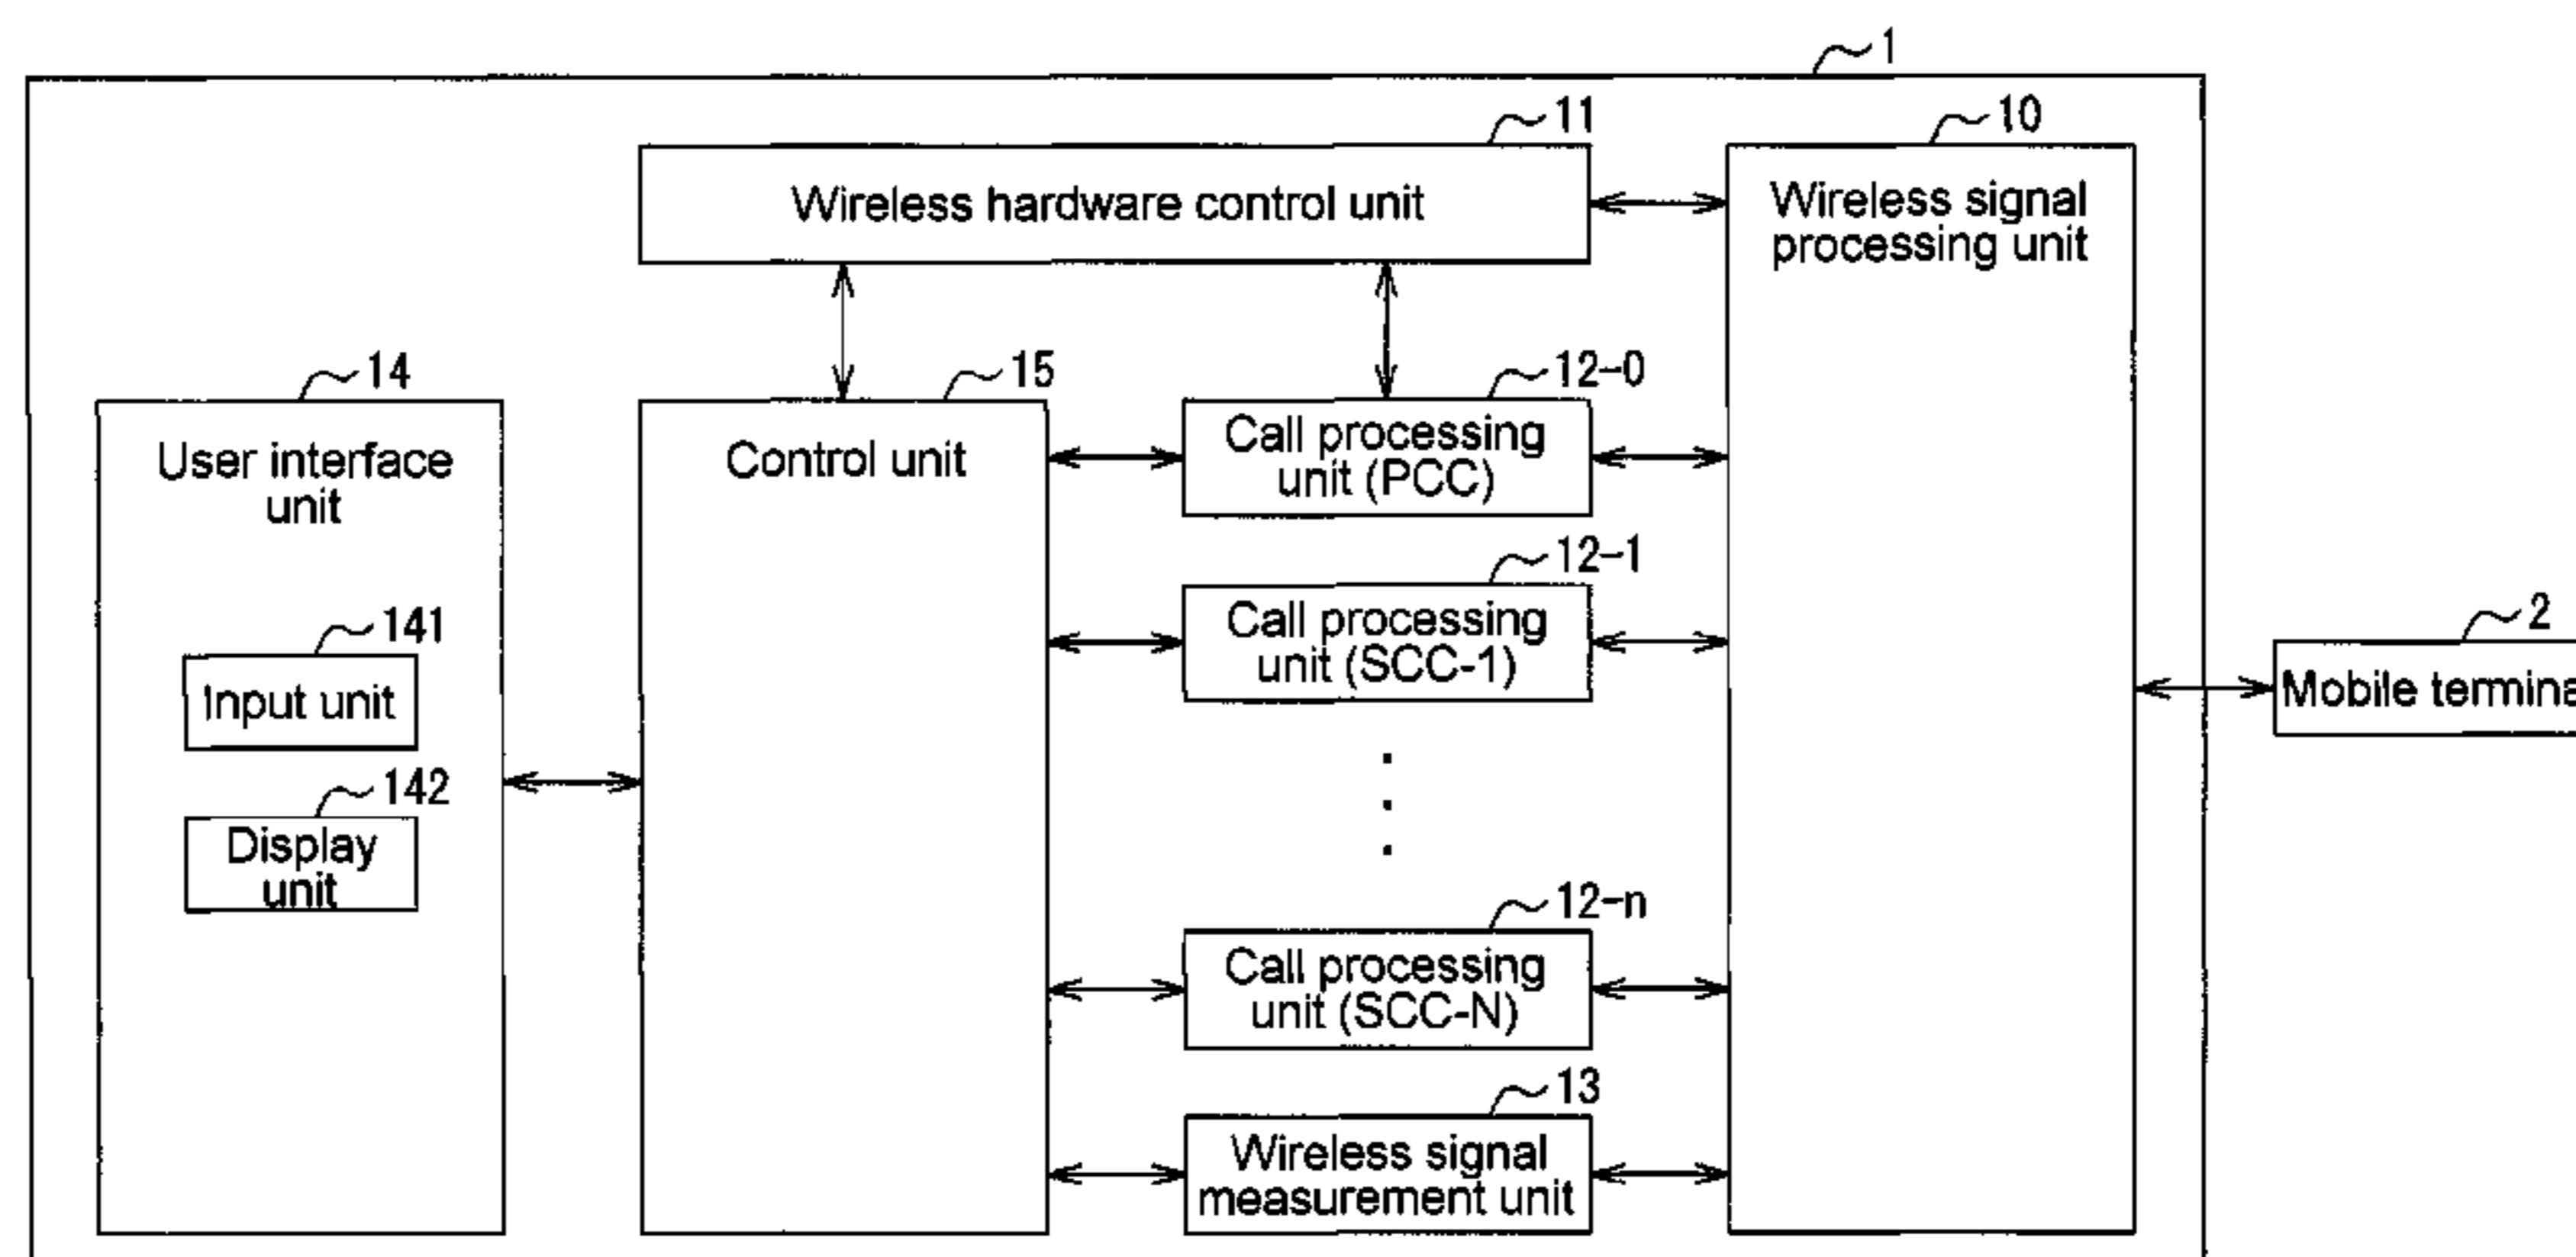 1
11
10
Wireless hardware control unit
Wireless signal
processing unit
14
15
12-0
User interface
unit
Control unit
Call processing
unit (PCC)
12-1
Call processing
unit (SCC-1)
141
Input unit
2
Mobile termina
142
Display
unit
12-n
Call processing
unit (SCC-N)
13
Wireless signal
measurement unit